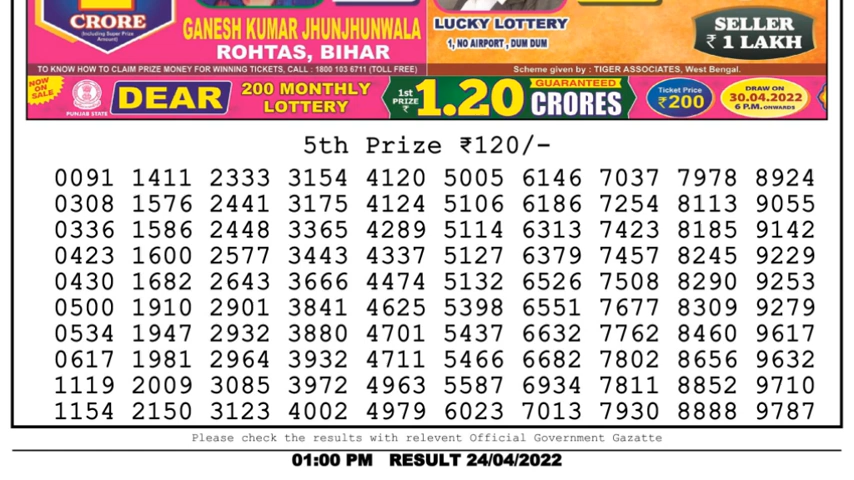 1
CRORE
(Including Super Prize Amount)
GANESH KUMAR JHUNJHUNWALA
ROHTAS, BIHAR
LUCKY LOTTERY
1, NO AIRPORT, DUM DUM
SELLER
₹ 1 LAKH
TO KNOW HOW TO CLAIM PRIZE MONEY FOR WINNING TICKETS, CALL : 1800 103 6711 (TOLL FREE)
Scheme given by : TIGER ASSOCIATES, West Bengal.
NOW ON SALE
PUNJAB STATE
DEAR
200 MONTHLY
LOTTERY
1st PRIZE ₹
1.20
GUARANTEED
CRORES
Ticket Price
₹200
DRAW ON
30.04.2022
6 P.M. ONWARDS
5th Prize ₹120/-
0091 1411 2333 3154 4120 5005 6146 7037 7978 8924
0308 1576 2441 3175 4124 5106 6186 7254 8113 9055
0336 1586 2448 3365 4289 5114 6313 7423 8185 9142
0423 1600 2577 3443 4337 5127 6379 7457 8245 9229
0430 1682 2643 3666 4474 5132 6526 7508 8290 9253
0500 1910 2901 3841 4625 5398 6551 7677 8309 9279
0534 1947 2932 3880 4701 5437 6632 7762 8460 9617
0617 1981 2964 3932 4711 5466 6682 7802 8656 9632
1119 2009 3085 3972 4963 5587 6934 7811 8852 9710
1154 2150 3123 4002 4979 6023 7013 7930 8888 9787
Please check the results with relevent Official Government Gazatte
01:00 PM RESULT 24/04/2022